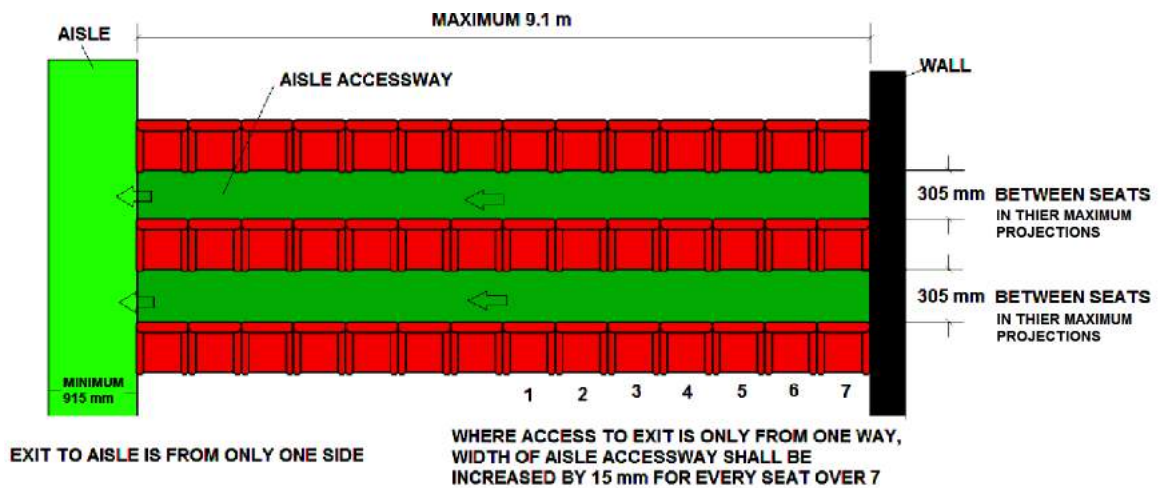 MAXIMUM 9.1 m
AISLE
WALL
AISLE ACCESSWAY
305 mm BETWEEN SEATS
IN THIER MAXIMUM
PROJECTIONS
305 mm BETWEEN SEATS
IN THIER MAXIMUM
PROJECTIONS
MINIMUM
915 mm
1 2 3 4 5 6 7
EXIT TO AISLE IS FROM ONLY ONE SIDE
WHERE ACCESS TO EXIT IS ONLY FROM ONE WAY,
WIDTH OF AISLE ACCESSWAY SHALL BE
INCREASED BY 15 mm FOR EVERY SEAT OVER 7